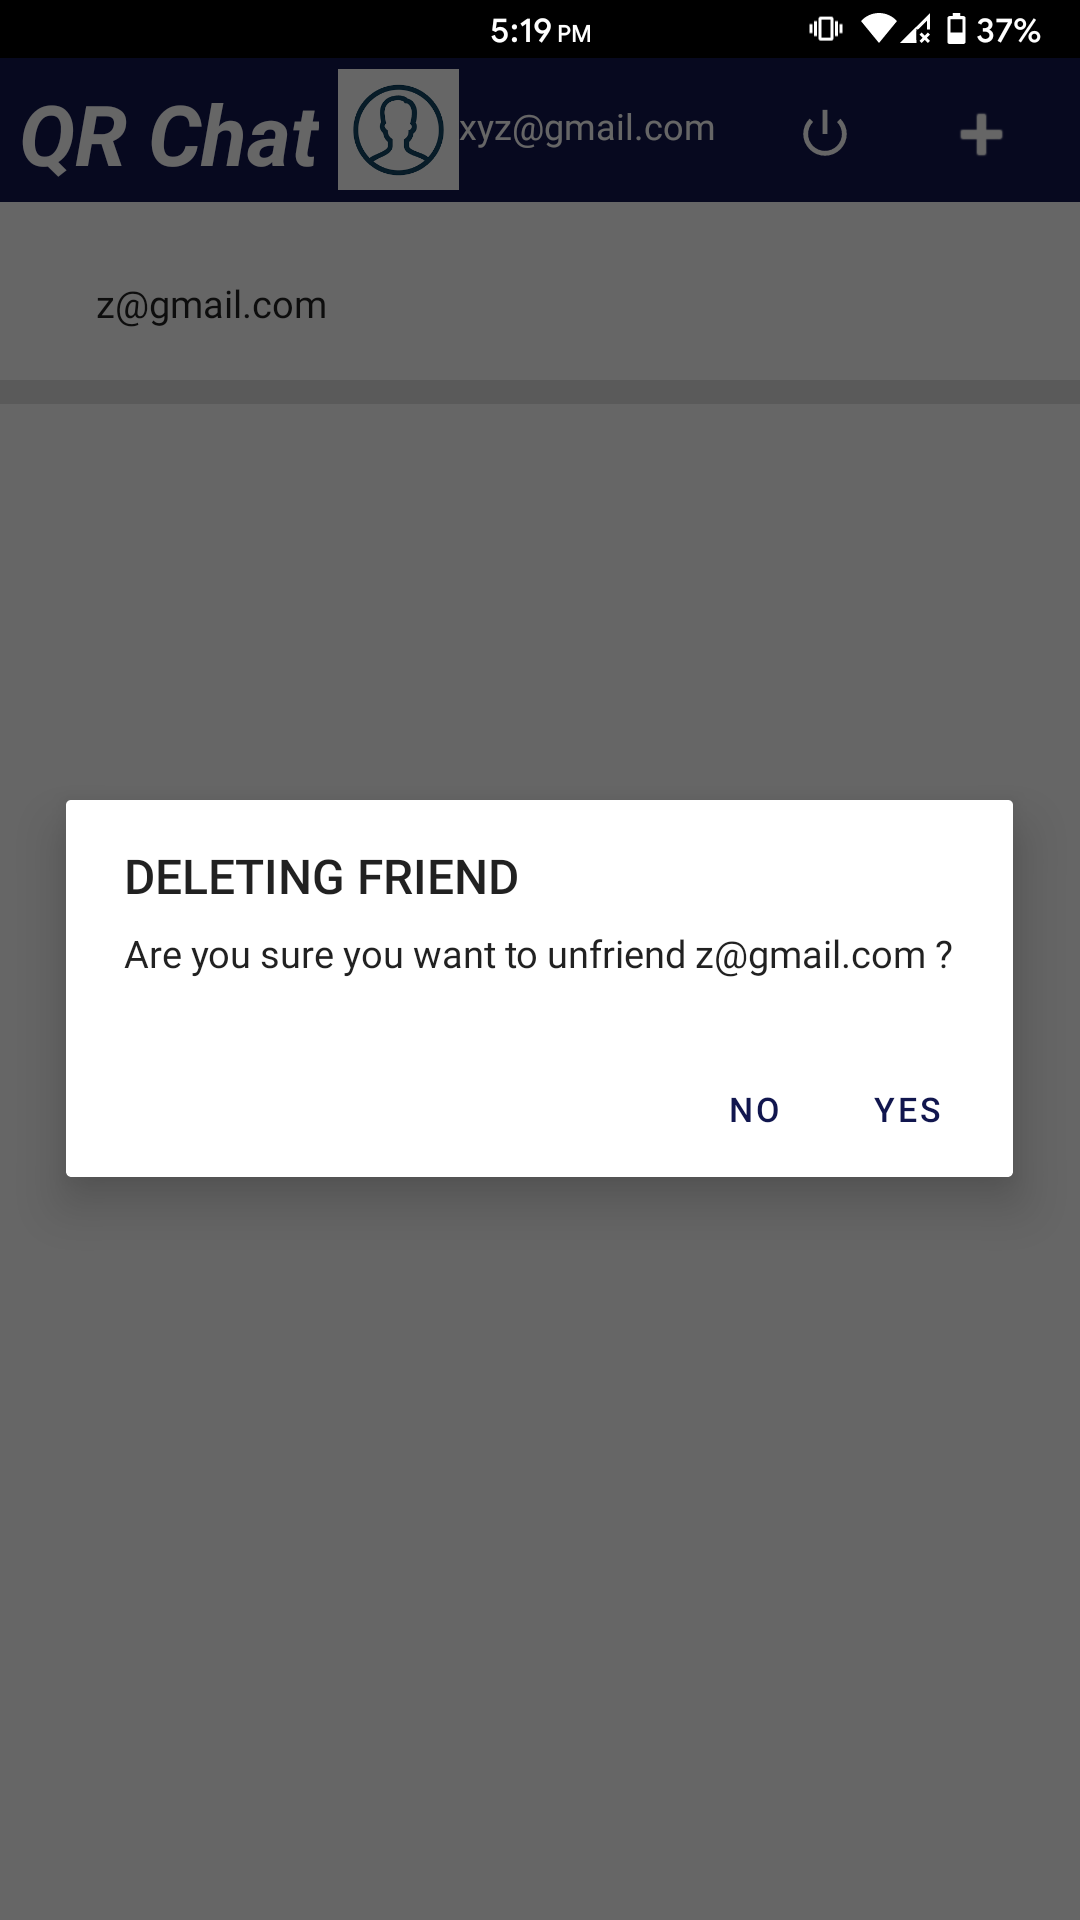 5:19 PM 37%
QR Chat xyz@gmail.com
z@gmail.com
DELETING FRIEND
Are you sure you want to unfriend z@gmail.com ?
NO YES